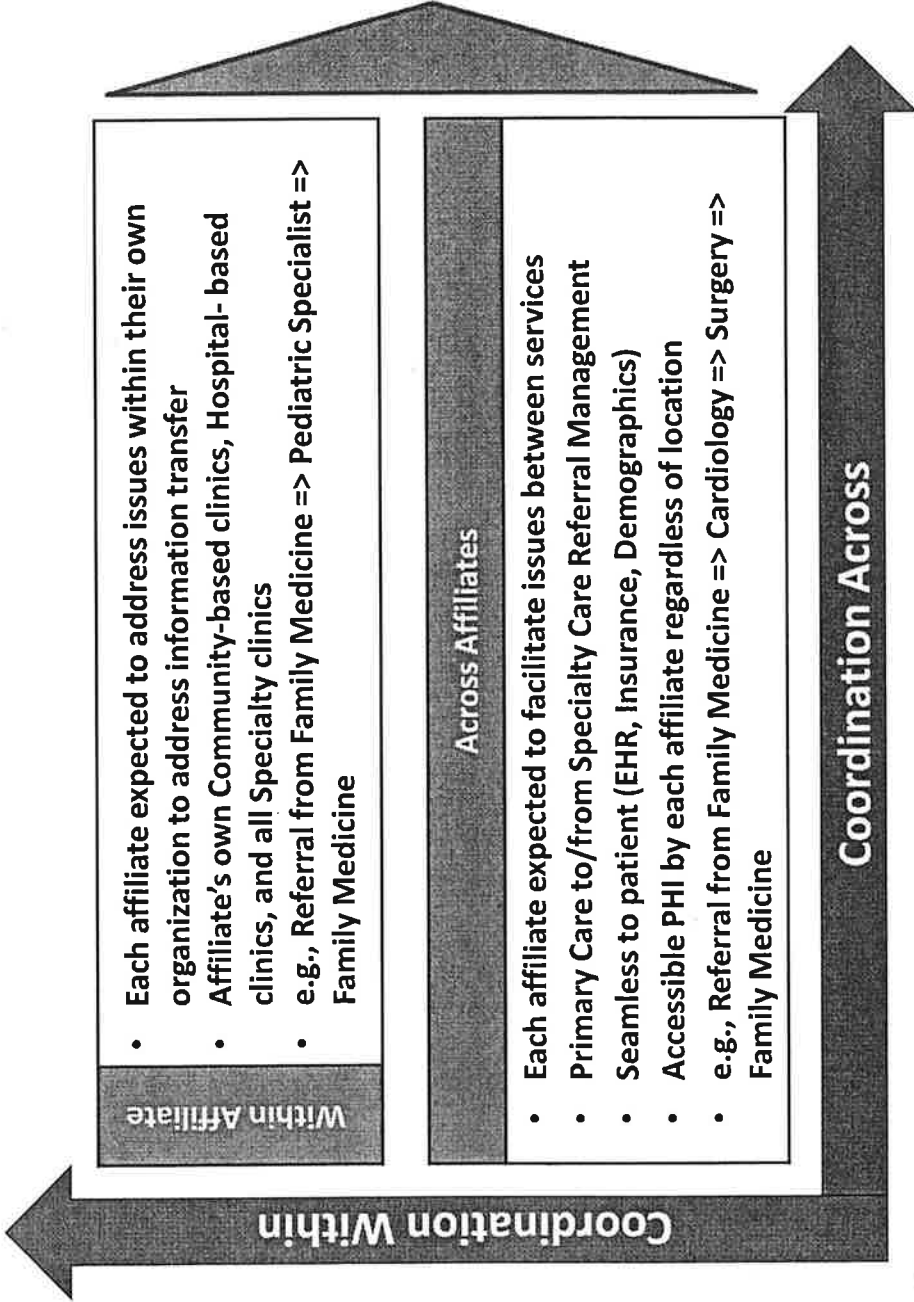 Coordination Within
Within Affiliate
• Each affiliate expected to address issues within their own
organization to address information transfer
• Affiliate's own Community-based clinics, Hospital- based
clinics, and all Specialty clinics
• e.g., Referral from Family Medicine => Pediatric Specialist =>
Family Medicine
Across Affiliates
• Each affiliate expected to facilitate issues between services
• Primary Care to/from Specialty Care Referral Management
• Seamless to patient (EHR, Insurance, Demographics)
• Accessible PHI by each affiliate regardless of location
• e.g., Referral from Family Medicine => Cardiology => Surgery =>
Family Medicine
Coordination Across